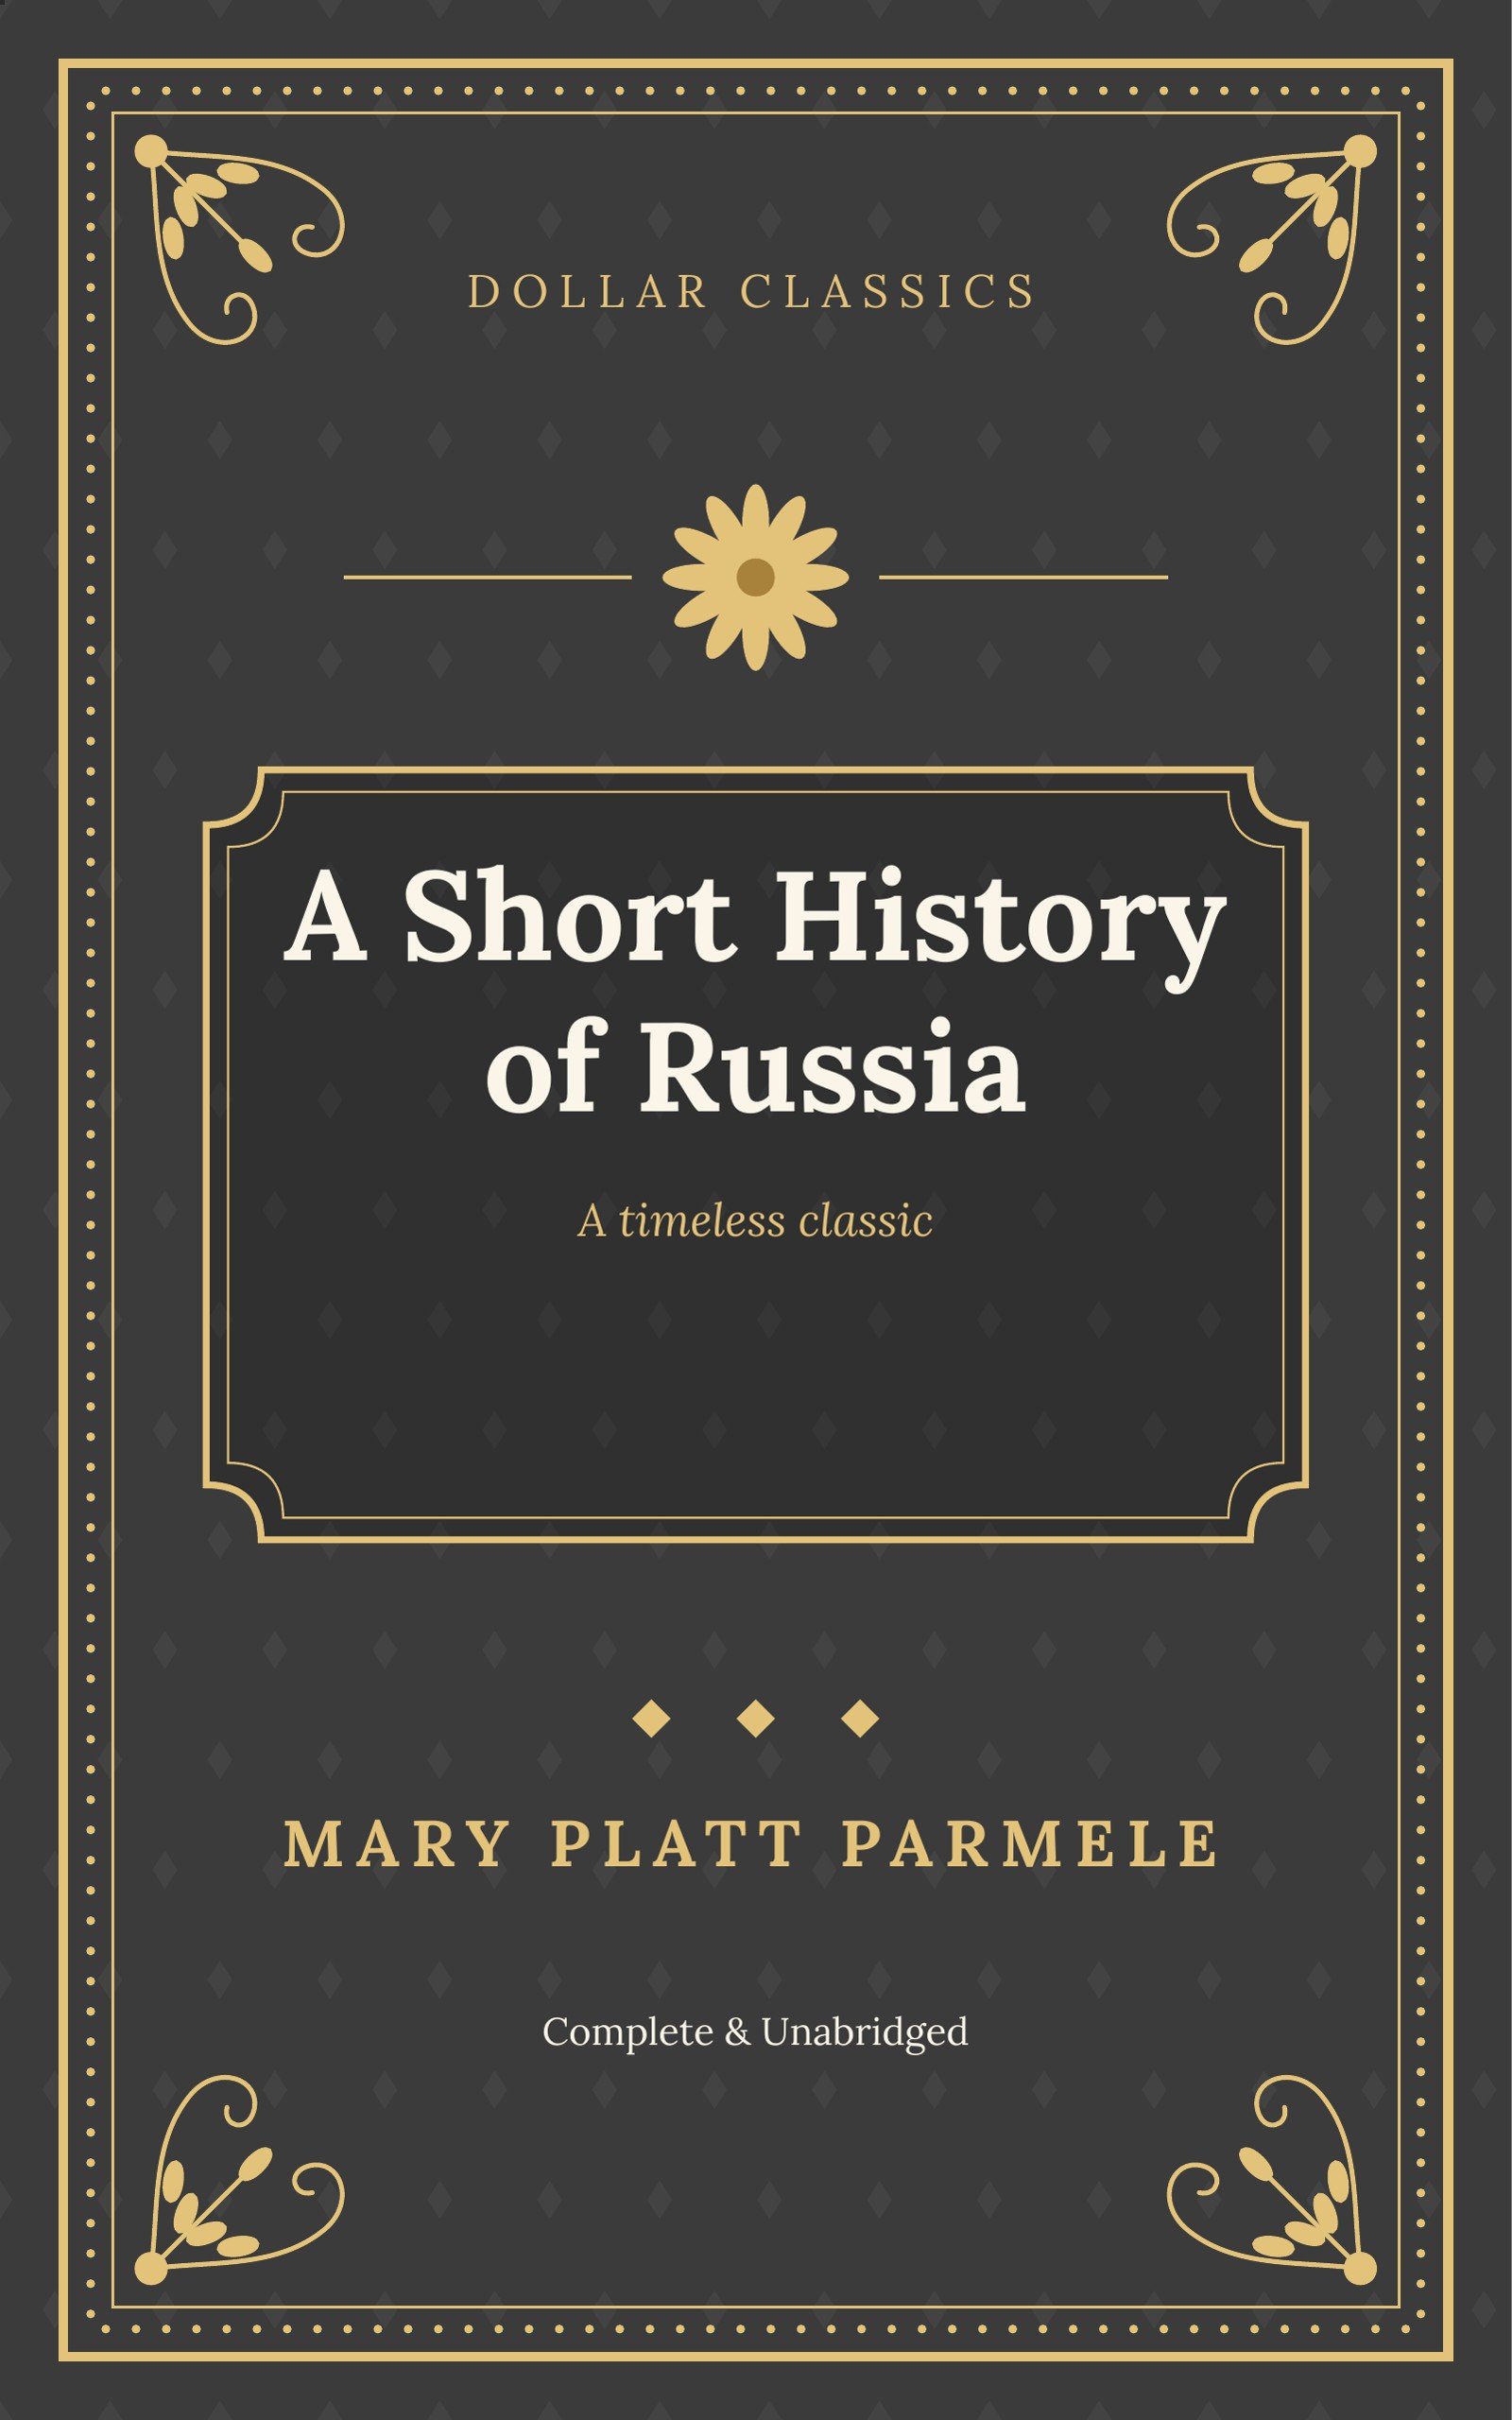 DOLLAR CLASSICS
A Short History
of Russia
A timeless classic
MARY PLATT PARMELE
Complete & Unabridged